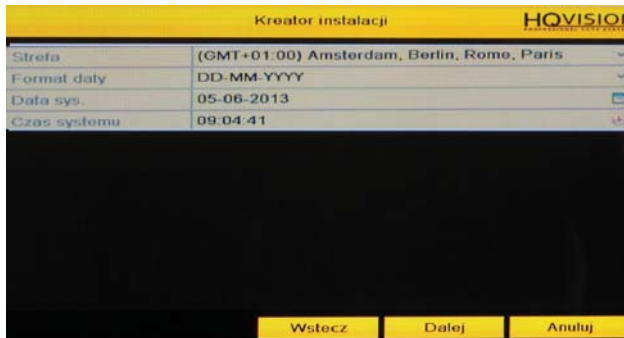 Kreator instalacji
HQVISIO
Strefa (GMT+01:00) Amsterdam, Berlin, Rome, Paris
Format daty DD-MM-YYYY
Data sys. 05-06-2013
Czas systemu 09:04:41
Wstecz Dalej Anuluj